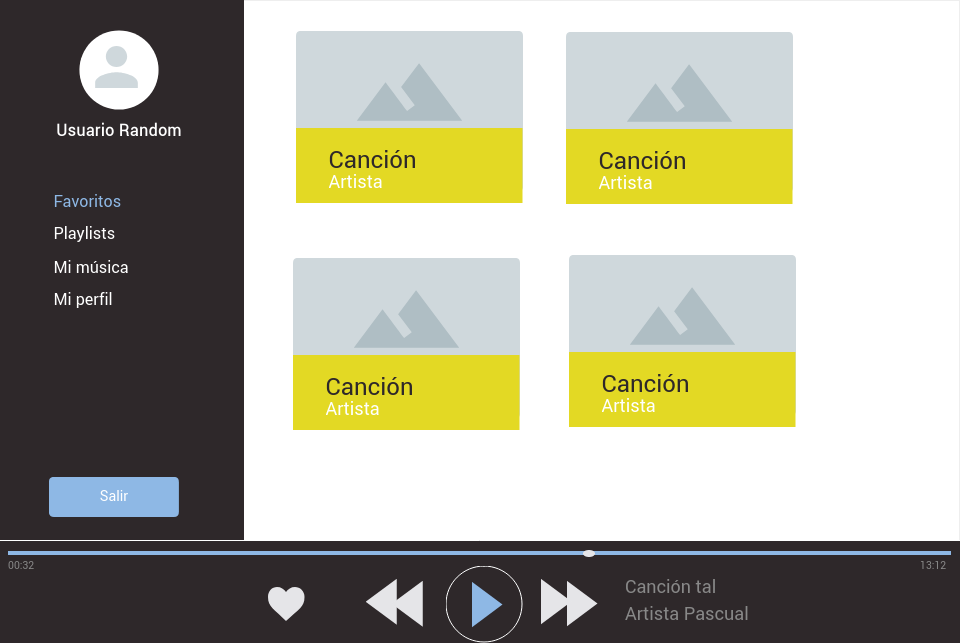 Usuario Random
Favoritos
Playlists
Mi música
Mi perfil
Salir
Canción
Artista
Canción
Artista
Canción
Artista
Canción
Artista
00:32
13:12
Canción tal
Artista Pascual